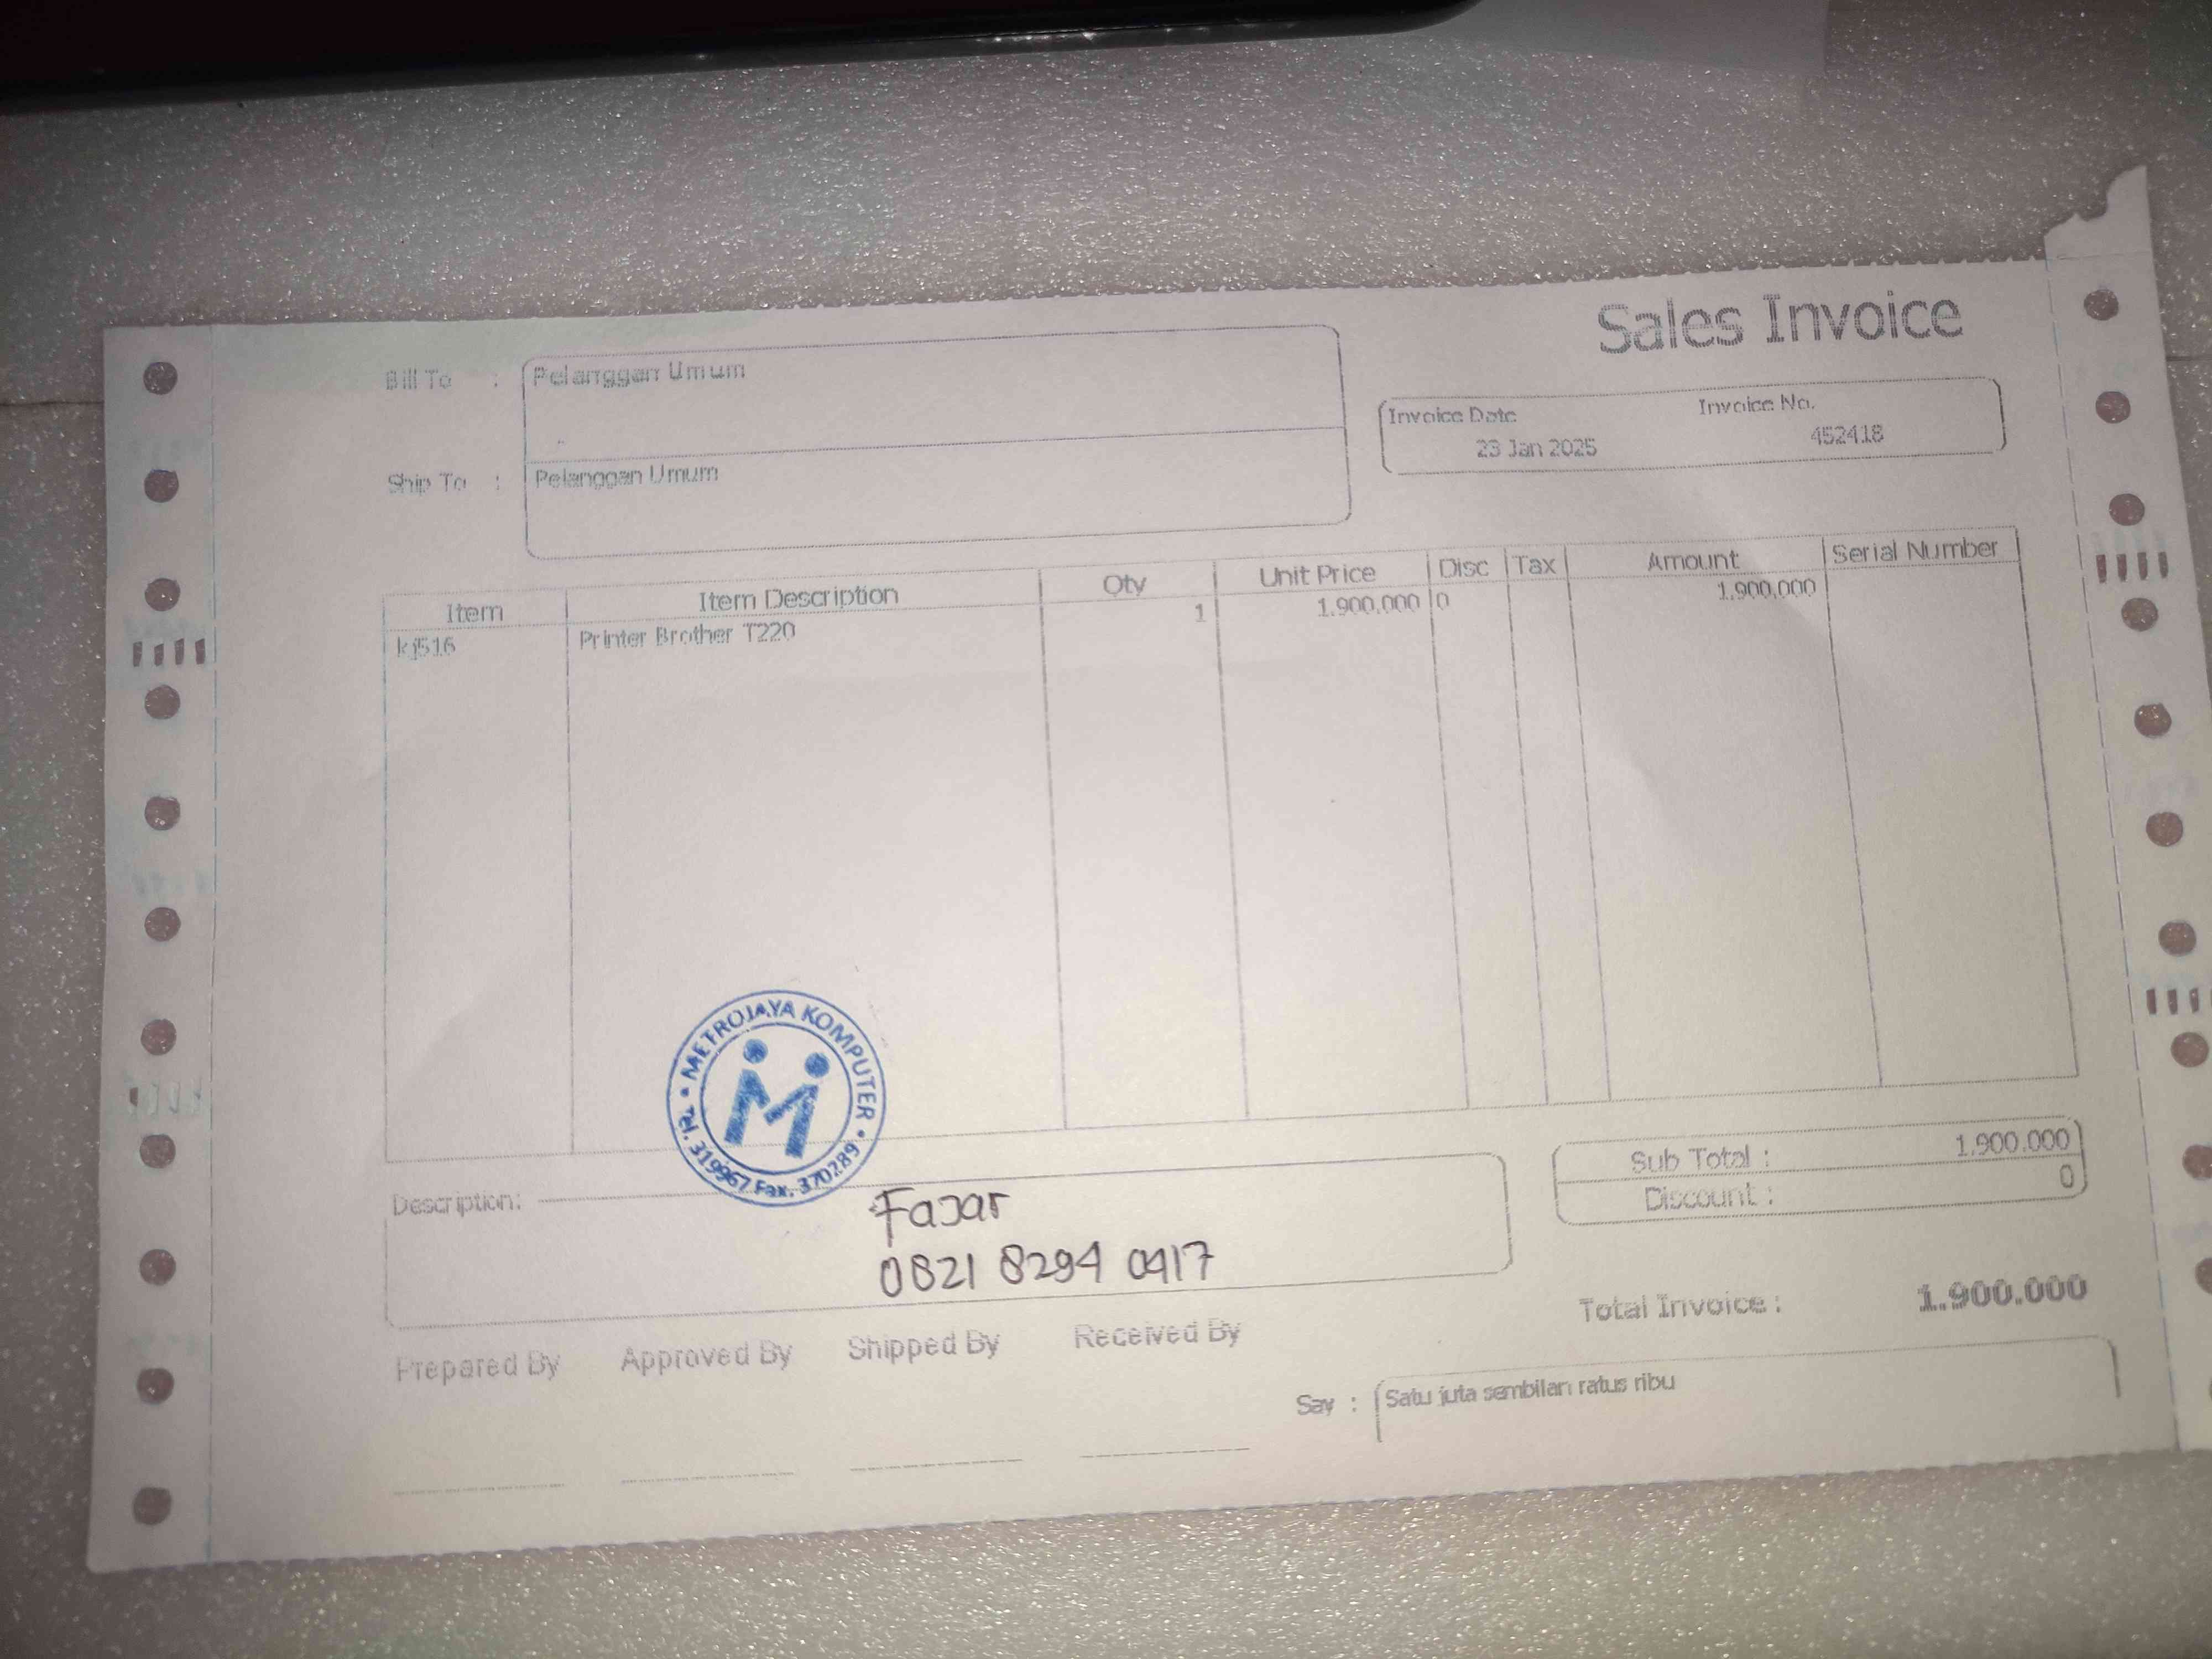 Sales Invoice
Bill To : Pelanggan Umum
Ship To : Pelanggan Umum
Invoice Date Invoice No.
23 Jan 2025 452418
Item Item Description Qty Unit Price Disc Tax Amount Serial Number
kj516 Printer Brother T220 1 1.900.000 0 1.900.000
• METROJAYA KOMPUTER •
Tel. 319967 Fax. 370289
Description:
Fajar
0821 8294 0417
Sub Total : 1.900.000
Discount : 0
Total Invoice : 1.900.000
Prepared By Approved By Shipped By Received By
Say : Satu juta sembilan ratus ribu